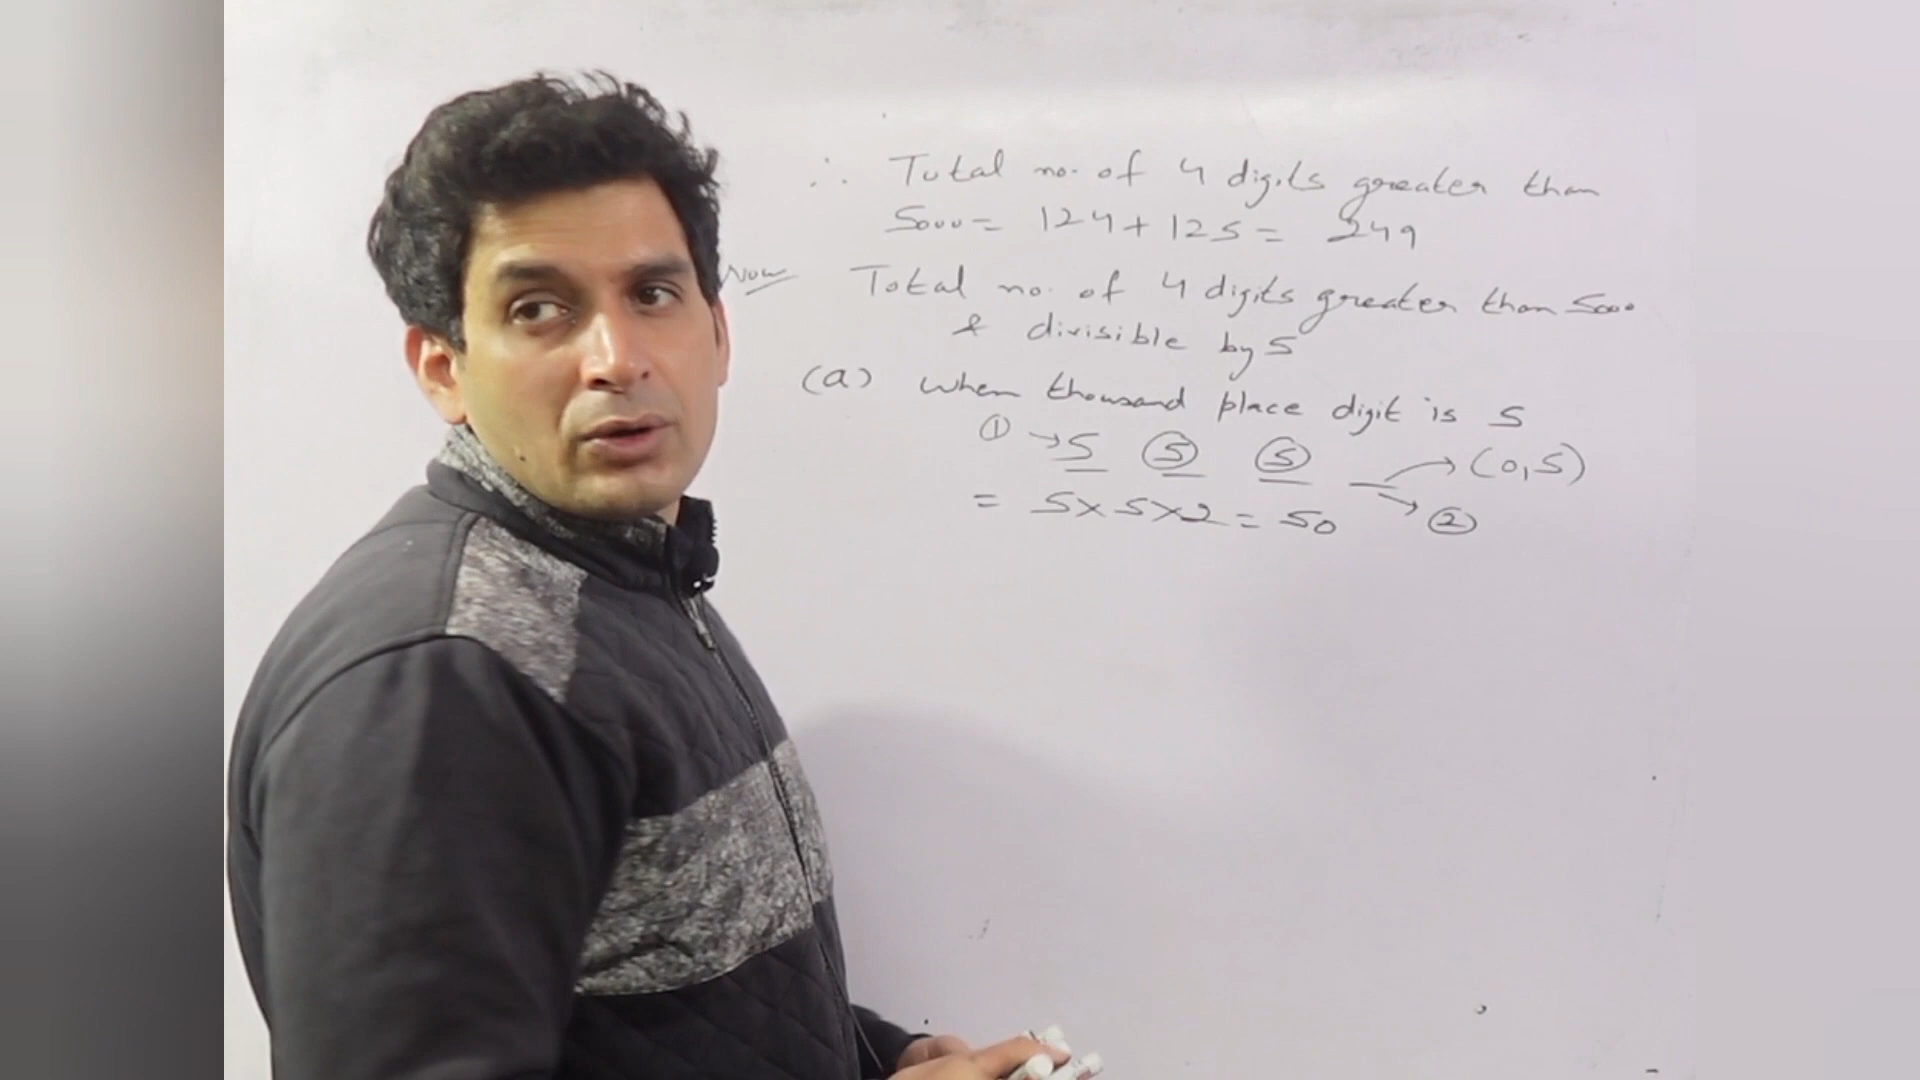 ∴ Total no. of 4 digits greater than
5000 = 124 + 125 = 249
Now Total no. of 4 digits greater than 5000
& divisible by 5
(a) When thousand place digit is 5
① → 5 ⑤ ⑤ → (0,5)
= 5×5×2 = 50 → ②